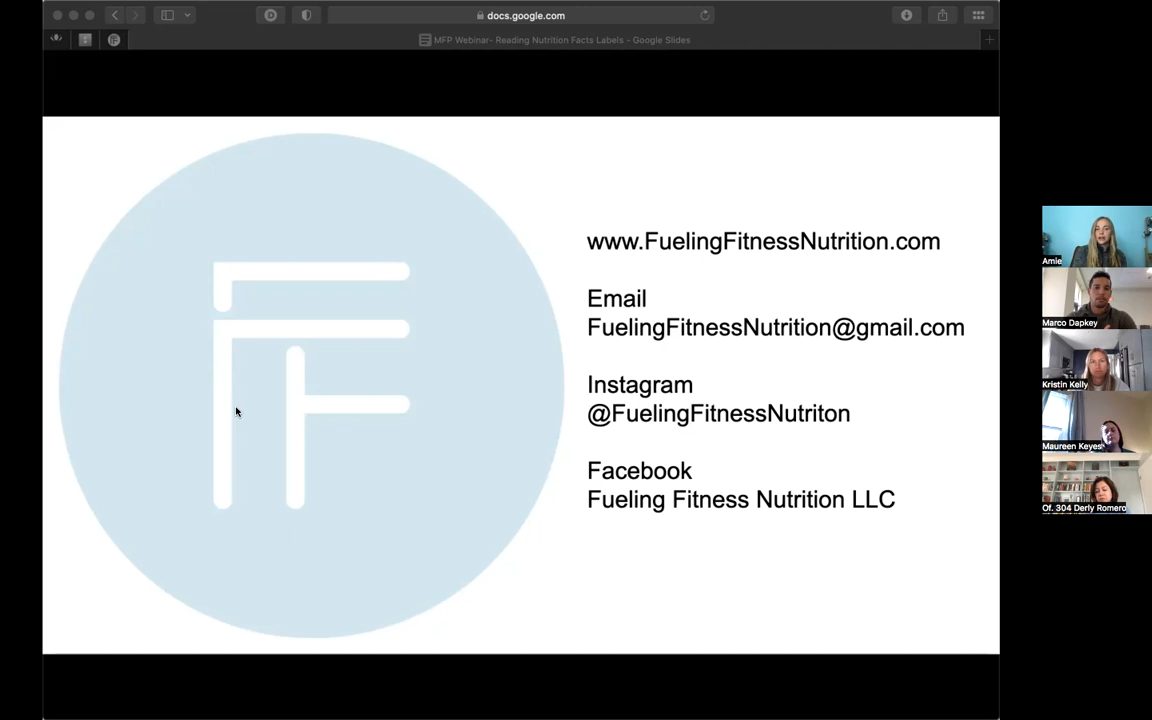 docs.google.com
MFP Webinar- Reading Nutrition Facts Labels - Google Slides
www.FuelingFitnessNutrition.com
Email
FuelingFitnessNutrition@gmail.com
Instagram
@FuelingFitnessNutriton
Facebook
Fueling Fitness Nutrition LLC
Amie
Marco Dapkey
Kristin Kelly
Maureen Keyes
Of. 304 Derly Romero